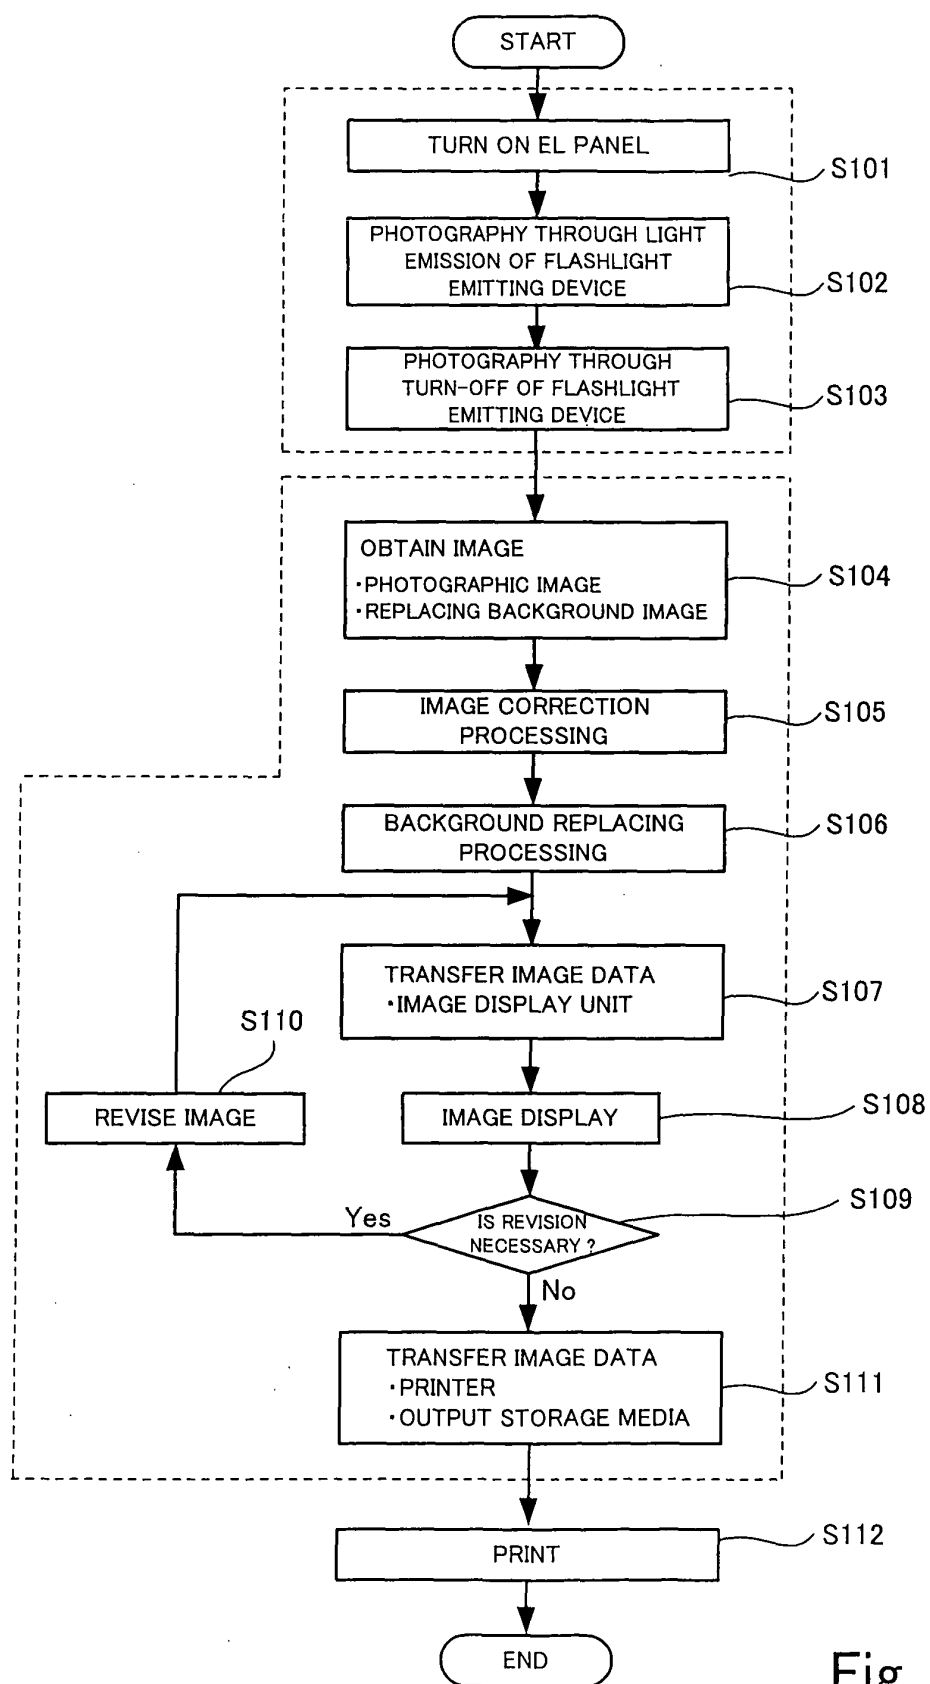 START
TURN ON EL PANEL
S101
PHOTOGRAPHY THROUGH LIGHT
EMISSION OF FLASHLIGHT
EMITTING DEVICE
S102
PHOTOGRAPHY THROUGH
TURN-OFF OF FLASHLIGHT
EMITTING DEVICE
S103
OBTAIN IMAGE
・PHOTOGRAPHIC IMAGE
・REPLACING BACKGROUND IMAGE
S104
IMAGE CORRECTION
PROCESSING
S105
BACKGROUND REPLACING
PROCESSING
S106
TRANSFER IMAGE DATA
・IMAGE DISPLAY UNIT
S107
S110
REVISE IMAGE
IMAGE DISPLAY
S108
IS REVISION
NECESSARY ?
S109
Yes
No
TRANSFER IMAGE DATA
・PRINTER
・OUTPUT STORAGE MEDIA
S111
PRINT
S112
END
Fig